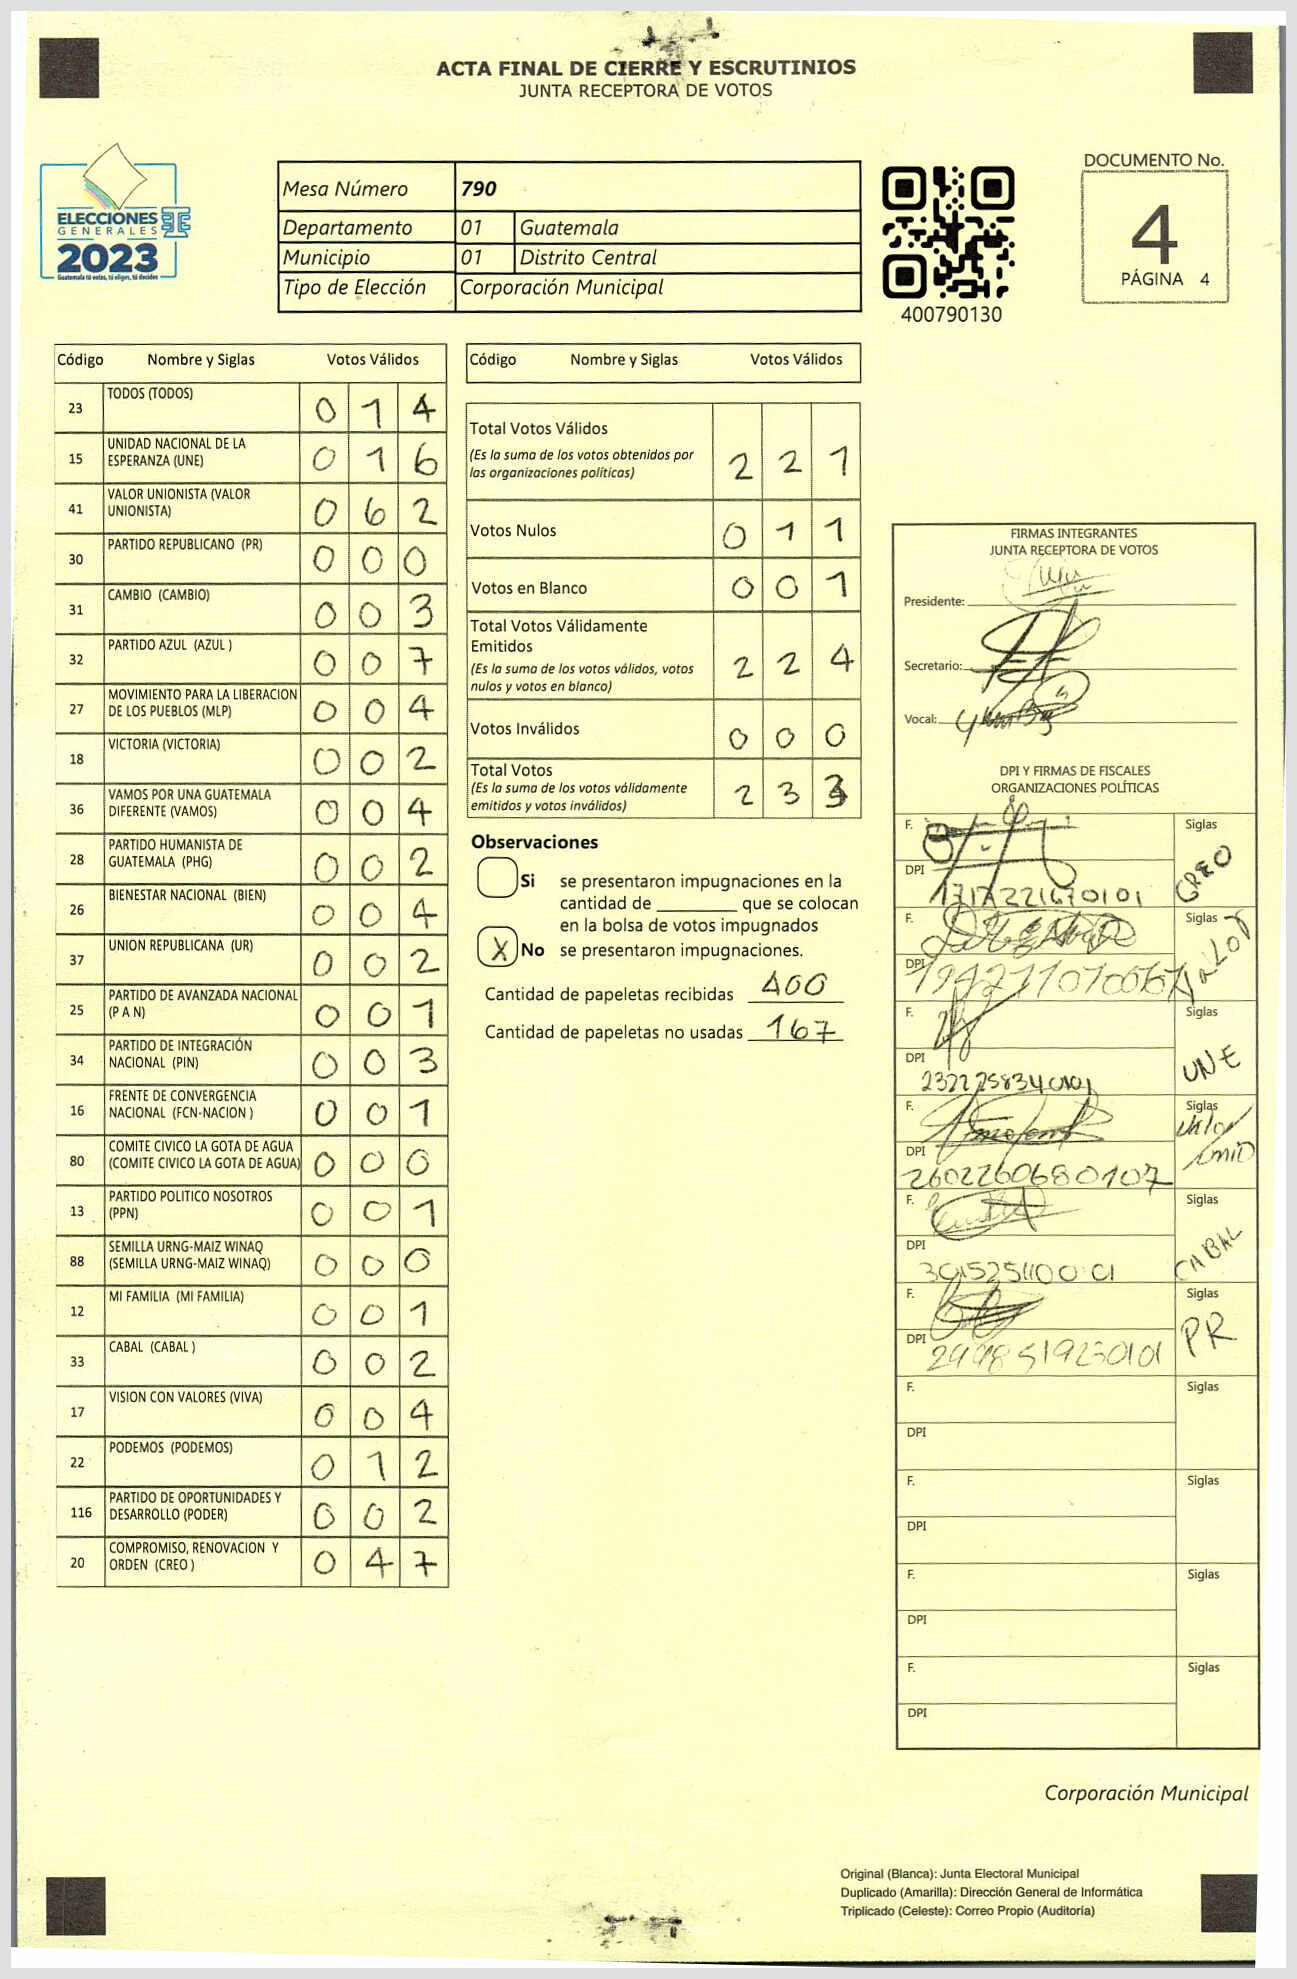 ACTA FINAL DE CIERRE Y ESCRUTINIOS
JUNTA RECEPTORA DE VOTOS
ELECCIONES
GENERALES
2023
Guatemala tú votas, tú eliges, tú decides
Mesa Número 790
Departamento 01 Guatemala
Municipio 01 Distrito Central
Tipo de Elección Corporación Municipal
400790130
DOCUMENTO No.
4
PÁGINA 4
Código Nombre y Siglas Votos Válidos
23 TODOS (TODOS) 0 1 4
15 UNIDAD NACIONAL DE LA ESPERANZA (UNE) 0 1 6
41 VALOR UNIONISTA (VALOR UNIONISTA) 0 6 2
30 PARTIDO REPUBLICANO (PR) 0 0 0
31 CAMBIO (CAMBIO) 0 0 3
32 PARTIDO AZUL (AZUL ) 0 0 7
27 MOVIMIENTO PARA LA LIBERACION DE LOS PUEBLOS (MLP) 0 0 4
18 VICTORIA (VICTORIA) 0 0 2
36 VAMOS POR UNA GUATEMALA DIFERENTE (VAMOS) 0 0 4
28 PARTIDO HUMANISTA DE GUATEMALA (PHG) 0 0 2
26 BIENESTAR NACIONAL (BIEN) 0 0 4
37 UNION REPUBLICANA (UR) 0 0 2
25 PARTIDO DE AVANZADA NACIONAL (P A N) 0 0 1
34 PARTIDO DE INTEGRACIÓN NACIONAL (PIN) 0 0 3
16 FRENTE DE CONVERGENCIA NACIONAL (FCN-NACION ) 0 0 1
80 COMITE CIVICO LA GOTA DE AGUA (COMITE CIVICO LA GOTA DE AGUA) 0 0 0
13 PARTIDO POLITICO NOSOTROS (PPN) 0 0 1
88 SEMILLA URNG-MAIZ WINAQ (SEMILLA URNG-MAIZ WINAQ) 0 0 0
12 MI FAMILIA (MI FAMILIA) 0 0 1
33 CABAL (CABAL ) 0 0 2
17 VISION CON VALORES (VIVA) 0 0 4
22 PODEMOS (PODEMOS) 0 1 2
116 PARTIDO DE OPORTUNIDADES Y DESARROLLO (PODER) 0 0 2
20 COMPROMISO, RENOVACION Y ORDEN (CREO ) 0 4 7
Código Nombre y Siglas Votos Válidos
Total Votos Válidos 2 2 1
(Es la suma de los votos obtenidos por
las organizaciones políticas)
Votos Nulos 0 1 1
Votos en Blanco 0 0 1
Total Votos Válidamente
Emitidos 2 2 4
(Es la suma de los votos válidos, votos
nulos y votos en blanco)
Votos Inválidos 0 0 0
Total Votos 2 3 3
(Es la suma de los votos válidamente
emitidos y votos inválidos)
Observaciones
Si se presentaron impugnaciones en la
cantidad de ________ que se colocan
en la bolsa de votos impugnados
X No se presentaron impugnaciones.
Cantidad de papeletas recibidas 400
Cantidad de papeletas no usadas 167
FIRMAS INTEGRANTES
JUNTA RECEPTORA DE VOTOS
Presidente:
Secretario:
Vocal:
DPI Y FIRMAS DE FISCALES
ORGANIZACIONES POLÍTICAS
F. Siglas
DPI CREO
F. Siglas
DPI Valor
F. Siglas
DPI UNE
F. Siglas
DPI 2602260680107 Valor
F. Siglas
DPI CABAL
F. Siglas
DPI PR
F. Siglas
DPI
F. Siglas
DPI
F. Siglas
DPI
F. Siglas
DPI
Corporación Municipal
Original (Blanca): Junta Electoral Municipal
Duplicado (Amarilla): Dirección General de Informática
Triplicado (Celeste): Correo Propio (Auditoría)